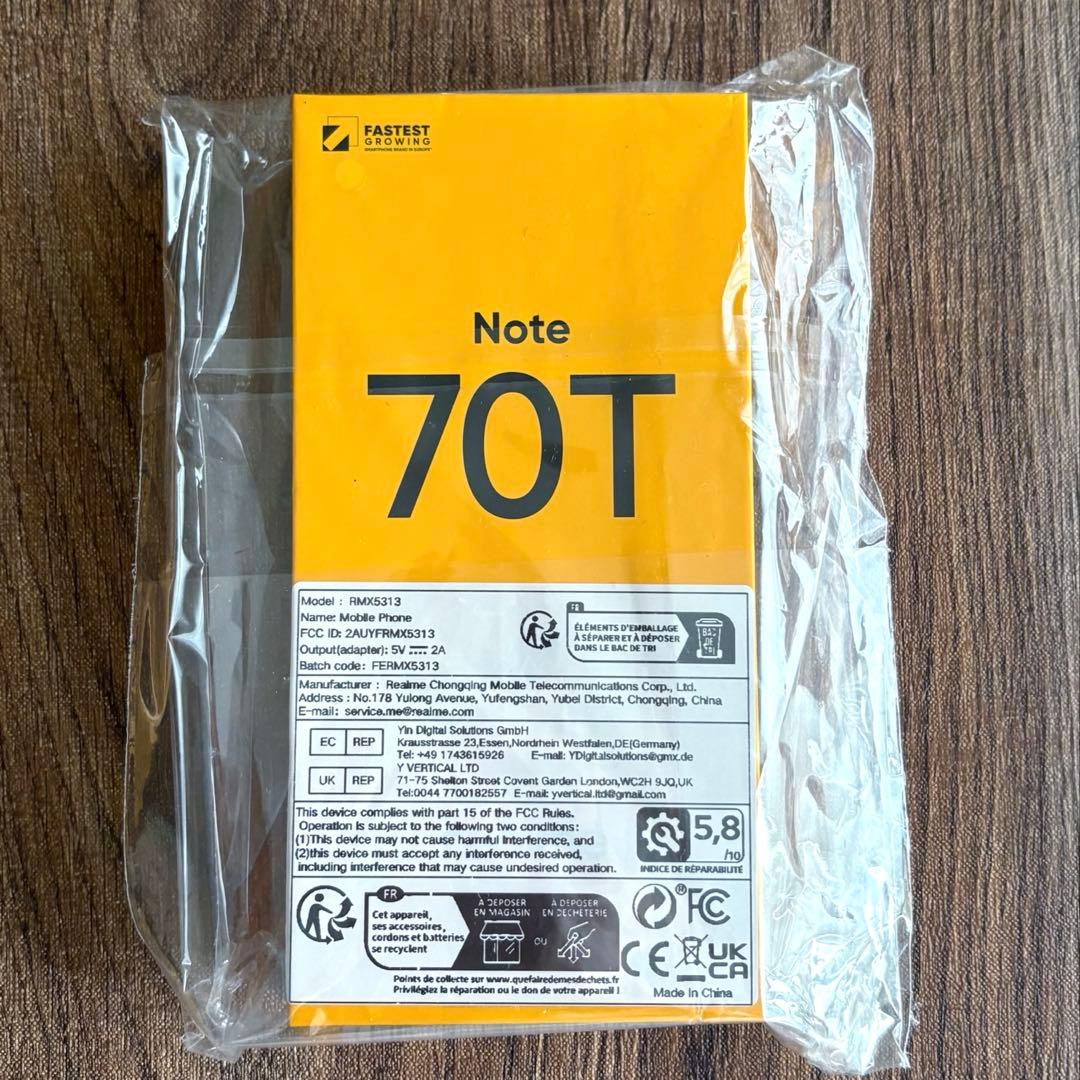 FASTEST
GROWING
SMARTPHONE BRAND IN EUROPE*
Note
70T
Model : RMX5313
Name: Mobile Phone
FCC ID: 2AUYFRMX5313
Output(adapter): 5V 2A
Batch code: FERMX5313
FR
ÉLÉMENTS D'EMBALLAGE
À SÉPARER ET À DÉPOSER
DANS LE BAC DE TRI
BAC
DE
TRI
Manufacturer : Realme Chongqing Mobile Telecommunications Corp., Ltd.
Address : No.178 Yulong Avenue, Yufengshan, Yubei District, Chongqing, China
E-mail: service.me@realme.com
EC REP
Yin Digital Solutions GmbH
Krausstrasse 23,Essen,Nordrhein Westfalen,DE(Germany)
Tel: +49 1743615926 E-mail: YDigitalsolutions@gmx.de
UK REP
Y VERTICAL LTD
71-75 Shelton Street Covent Garden London,WC2H 9JQ,UK
Tel:0044 7700182557 E-mail: yvertical.ltd@gmail.com
This device complies with part 15 of the FCC Rules.
Operation is subject to the following two conditions:
(1)This device may not cause harmful interference, and
(2)this device must accept any interference received,
including interference that may cause undesired operation.
5,8
/10
INDICE DE RÉPARABILITÉ
FR
Cet appareil,
ses accessoires,
cordons et batteries
se recyclent
À DÉPOSER
EN MAGASIN
OU
À DÉPOSER
EN DÉCHÈTERIE
Points de collecte sur www.quefairedemesdechets.fr
Privilégiez la réparation ou le don de votre appareil !
® FC
CE UK
CA
Made in China